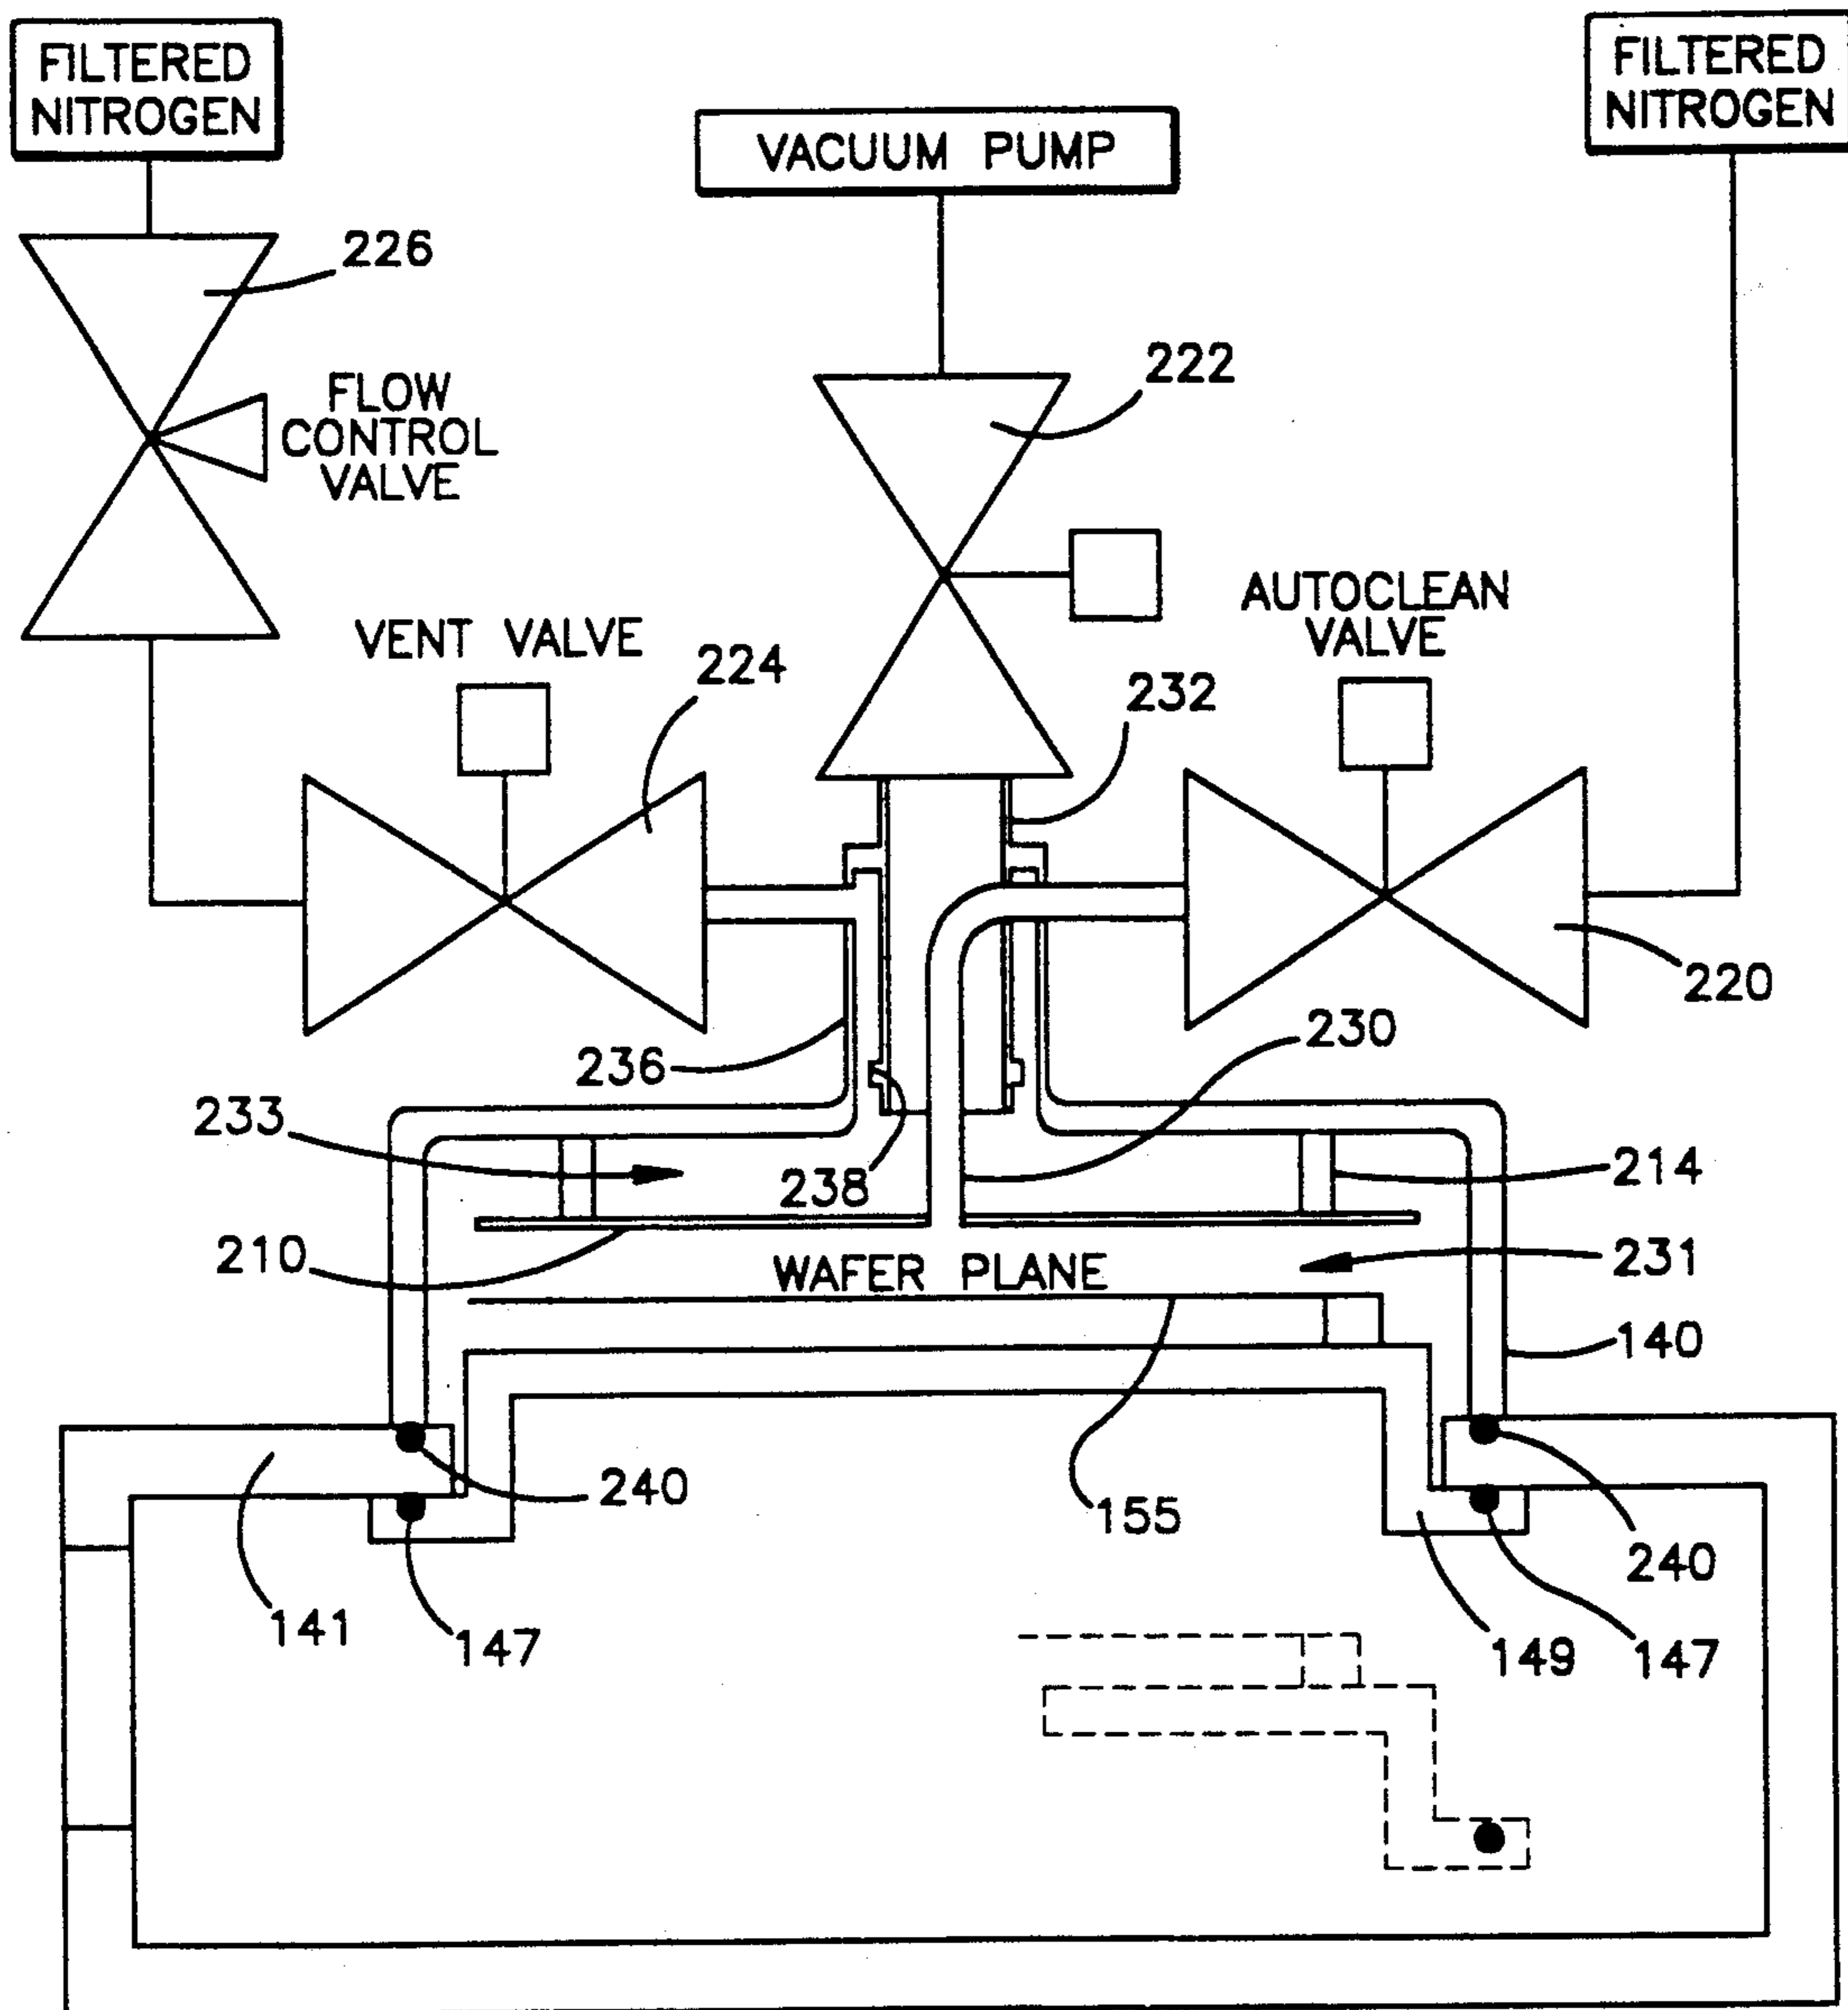 FILTERED
NITROGEN
FILTERED
NITROGEN
VACUUM PUMP
226
222
FLOW
CONTROL
VALVE
AUTOCLEAN
VALVE
VENT VALVE
224
232
220
236
230
233
238
214
210
WAFER PLANE
231
140
240
155
240
141
147
149
147